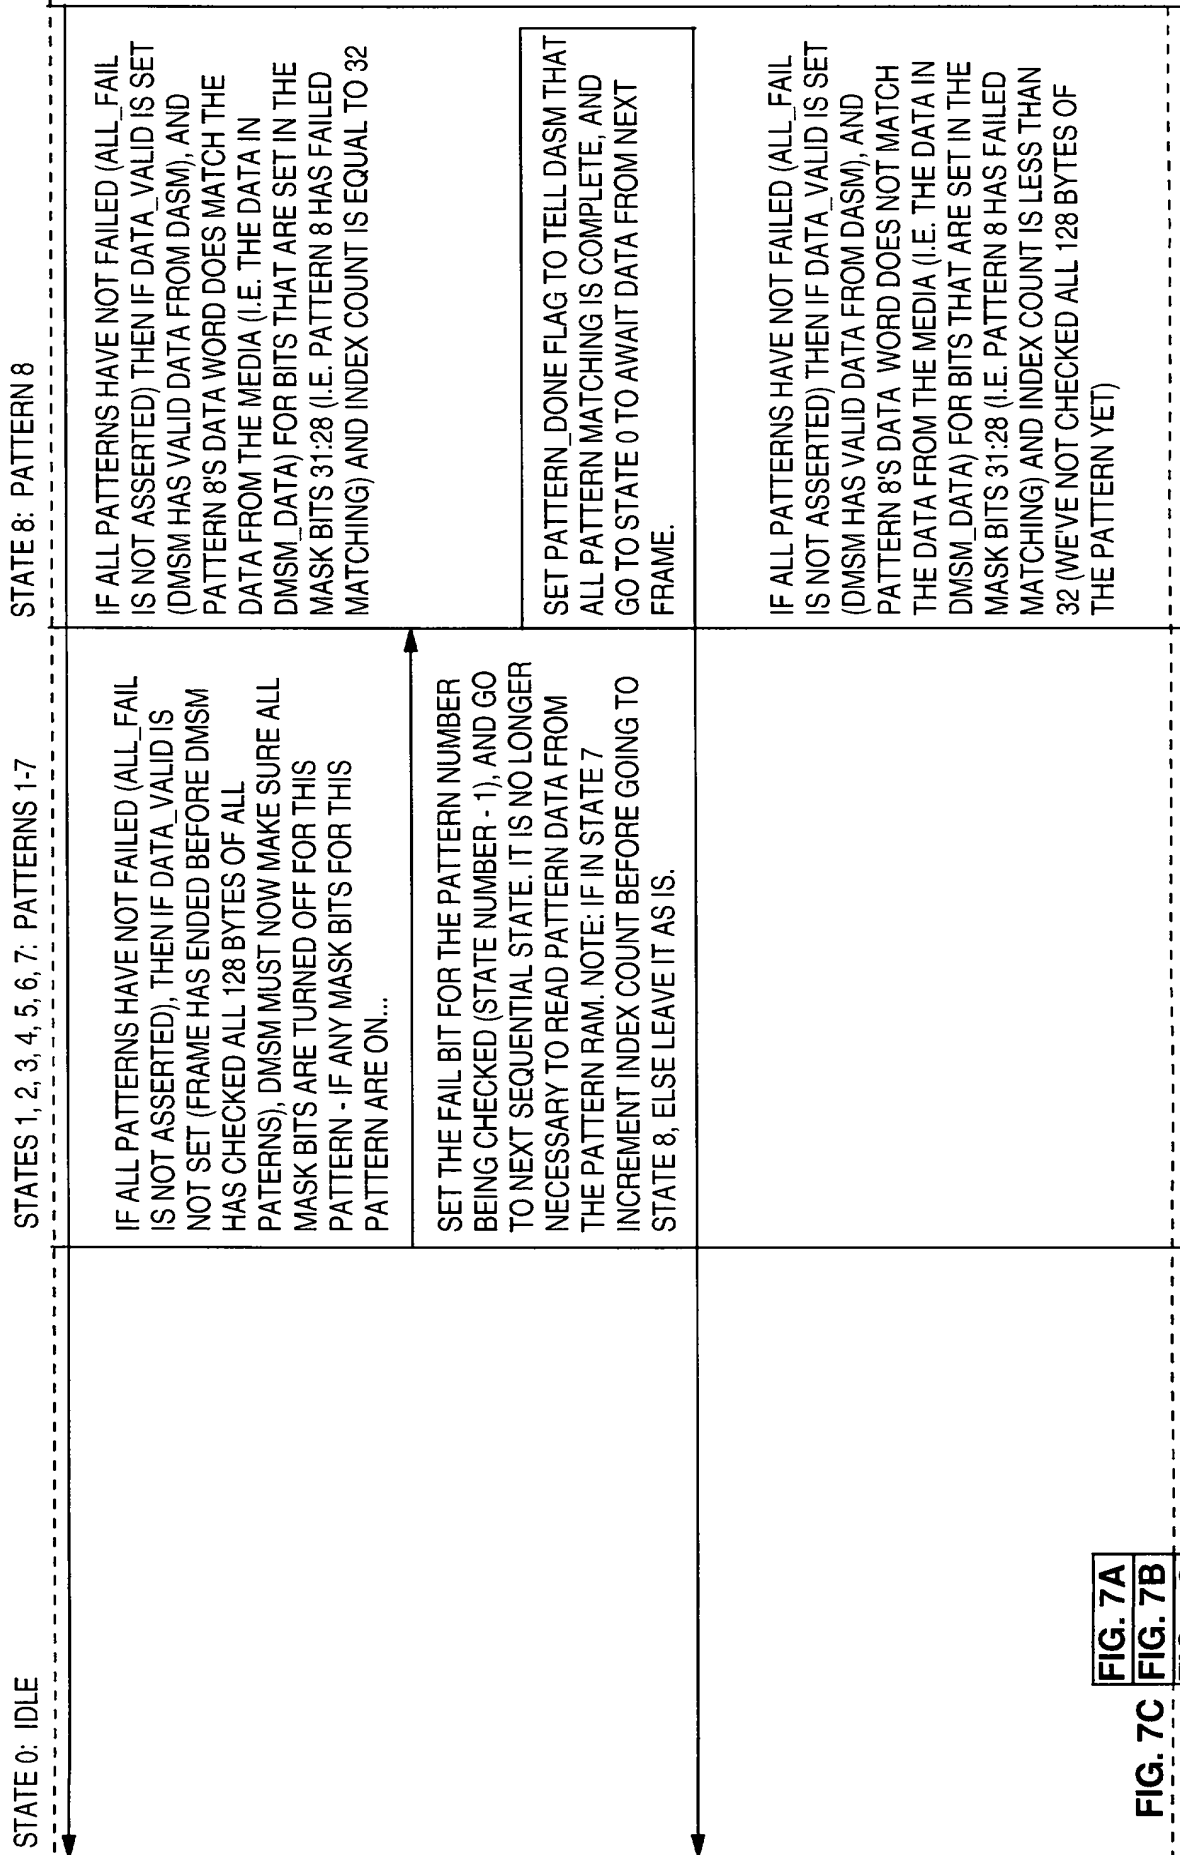 STATE 0: IDLE
STATES 1, 2, 3, 4, 5, 6, 7: PATTERNS 1-7
STATE 8: PATTERN 8
IF ALL PATTERNS HAVE NOT FAILED (ALL_FAIL
IS NOT ASSERTED), THEN IF DATA_VALID IS
NOT SET (FRAME HAS ENDED BEFORE DMSM
HAS CHECKED ALL 128 BYTES OF ALL
PATERNS), DMSM MUST NOW MAKE SURE ALL
MASK BITS ARE TURNED OFF FOR THIS
PATTERN - IF ANY MASK BITS FOR THIS
PATTERN ARE ON...
SET THE FAIL BIT FOR THE PATTERN NUMBER
BEING CHECKED (STATE NUMBER - 1), AND GO
TO NEXT SEQUENTIAL STATE. IT IS NO LONGER
NECESSARY TO READ PATTERN DATA FROM
THE PATTERN RAM. NOTE: IF IN STATE 7
INCREMENT INDEX COUNT BEFORE GOING TO
STATE 8, ELSE LEAVE IT AS IS.
IF ALL PATTERNS HAVE NOT FAILED (ALL_FAIL
IS NOT ASSERTED) THEN IF DATA_VALID IS SET
(DMSM HAS VALID DATA FROM DASM), AND
PATTERN 8'S DATA WORD DOES MATCH THE
DATA FROM THE MEDIA (I.E. THE DATA IN
DMSM_DATA) FOR BITS THAT ARE SET IN THE
MASK BITS 31:28 (I.E. PATTERN 8 HAS FAILED
MATCHING) AND INDEX COUNT IS EQUAL TO 32
SET PATTERN_DONE FLAG TO TELL DASM THAT
ALL PATTERN MATCHING IS COMPLETE, AND
GO TO STATE 0 TO AWAIT DATA FROM NEXT
FRAME.
IF ALL PATTERNS HAVE NOT FAILED (ALL_FAIL
IS NOT ASSERTED) THEN IF DATA_VALID IS SET
(DMSM HAS VALID DATA FROM DASM), AND
PATTERN 8'S DATA WORD DOES NOT MATCH
THE DATA FROM THE MEDIA (I.E. THE DATA IN
DMSM_DATA) FOR BITS THAT ARE SET IN THE
MASK BITS 31:28 (I.E. PATTERN 8 HAS FAILED
MATCHING) AND INDEX COUNT IS LESS THAN
32 (WE'VE NOT CHECKED ALL 128 BYTES OF
THE PATTERN YET)
FIG. 7C
FIG. 7A
FIG. 7B